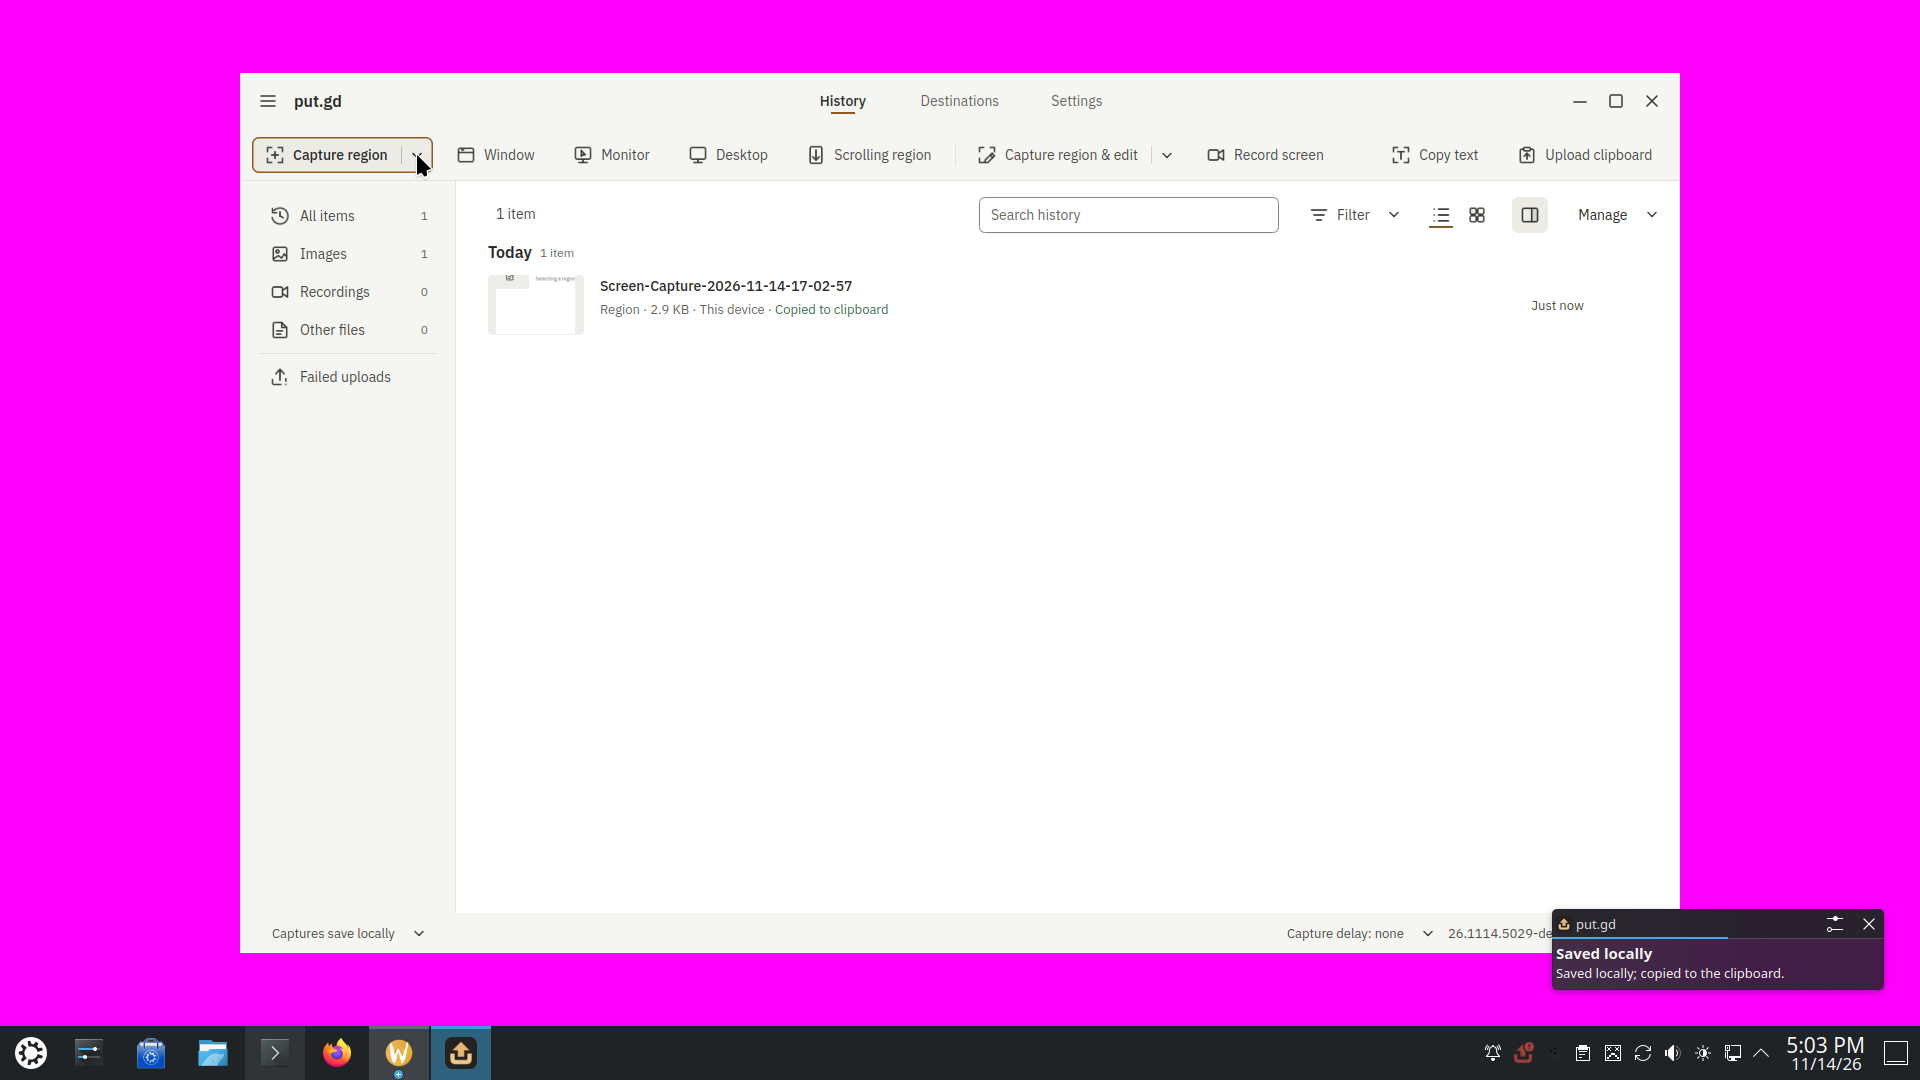 put.gd
History
Destinations
Settings
Capture region
Window
Monitor
Desktop
Scrolling region
Capture region & edit
Record screen
Copy text
Upload clipboard
All items 1
Images 1
Recordings 0
Other files 0
Failed uploads
1 item
Search history
Filter
Manage
Today 1 item
Screen-Capture-2026-11-14-17-02-57
Region · 2.9 KB · This device · Copied to clipboard
Just now
Captures save locally
Capture delay: none
26.1114.5029-de
put.gd
Saved locally
Saved locally; copied to the clipboard.
5:03 PM
11/14/26